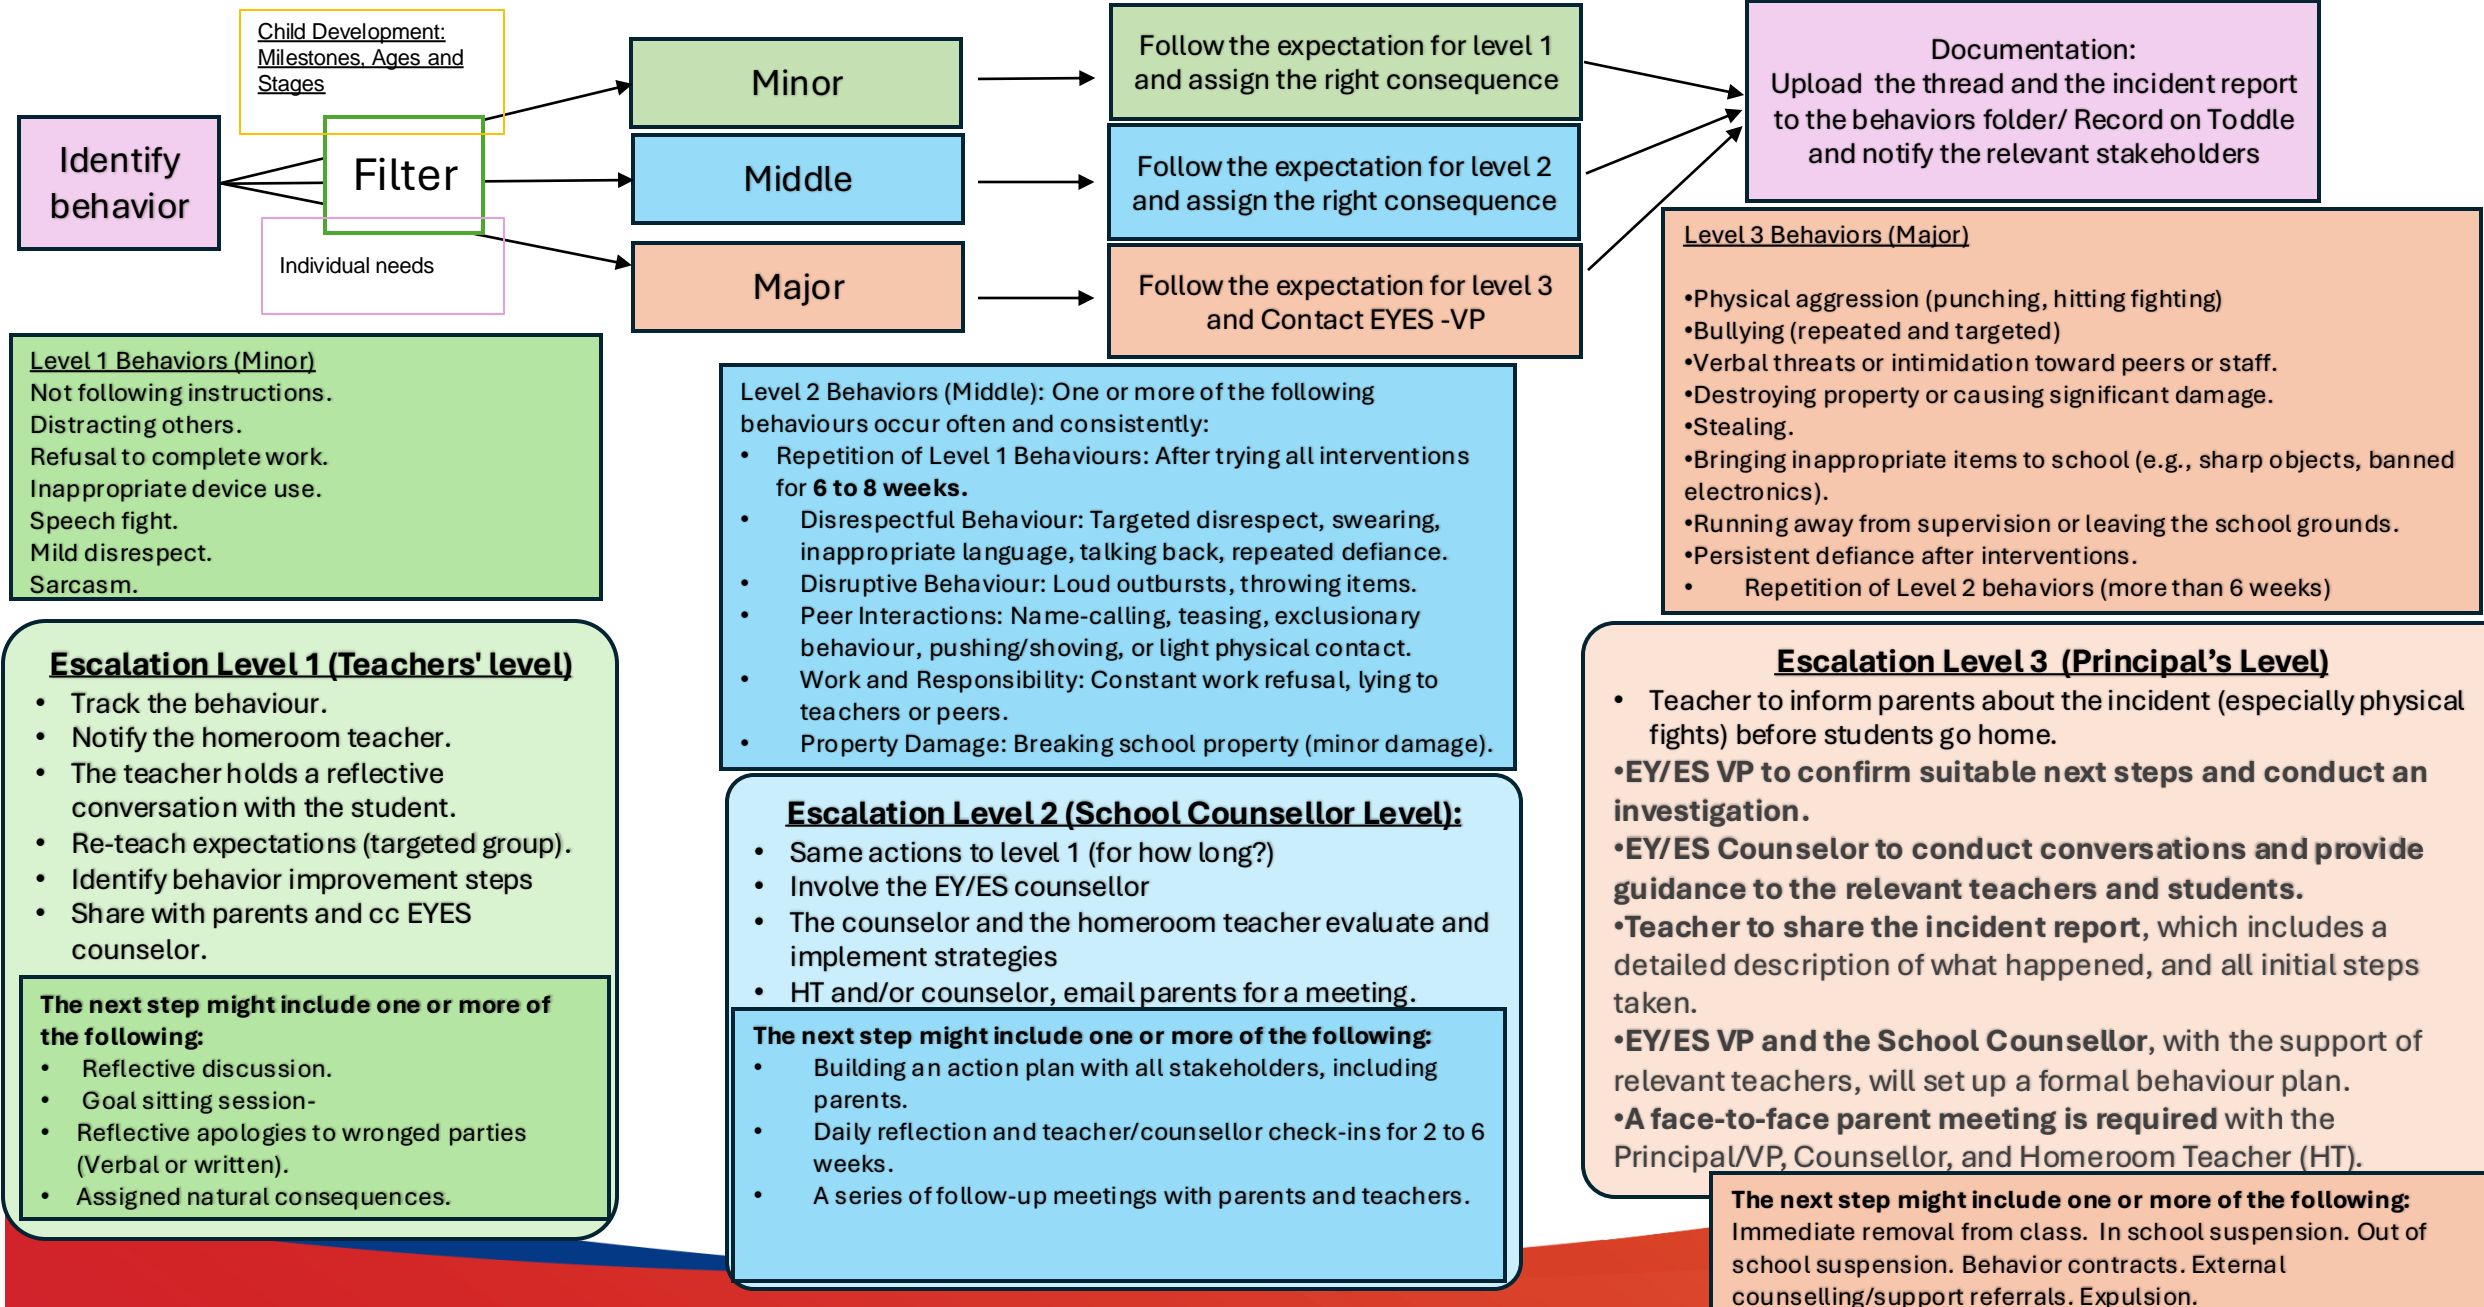 Child Development:
Milestones, Ages and
Stages
Identify
behavior
Filter
Individual needs
Minor
Middle
Major
Follow the expectation for level 1
and assign the right consequence
Follow the expectation for level 2
and assign the right consequence
Follow the expectation for level 3
and Contact EYES -VP
Documentation:
Upload the thread and the incident report
to the behaviors folder/ Record on Toddle
and notify the relevant stakeholders
Level 1 Behaviors (Minor)
Not following instructions.
Distracting others.
Refusal to complete work.
Inappropriate device use.
Speech fight.
Mild disrespect.
Sarcasm.
Level 2 Behaviors (Middle): One or more of the following
behaviours occur often and consistently:
• Repetition of Level 1 Behaviours: After trying all interventions
for 6 to 8 weeks.
• Disrespectful Behaviour: Targeted disrespect, swearing,
inappropriate language, talking back, repeated defiance.
• Disruptive Behaviour: Loud outbursts, throwing items.
• Peer Interactions: Name-calling, teasing, exclusionary
behaviour, pushing/shoving, or light physical contact.
• Work and Responsibility: Constant work refusal, lying to
teachers or peers.
• Property Damage: Breaking school property (minor damage).
Level 3 Behaviors (Major)
•Physical aggression (punching, hitting fighting)
•Bullying (repeated and targeted)
•Verbal threats or intimidation toward peers or staff.
•Destroying property or causing significant damage.
•Stealing.
•Bringing inappropriate items to school (e.g., sharp objects, banned
electronics).
•Running away from supervision or leaving the school grounds.
•Persistent defiance after interventions.
• Repetition of Level 2 behaviors (more than 6 weeks)
Escalation Level 1 (Teachers' level)
• Track the behaviour.
• Notify the homeroom teacher.
• The teacher holds a reflective
conversation with the student.
• Re-teach expectations (targeted group).
• Identify behavior improvement steps
• Share with parents and cc EYES
counselor.
The next step might include one or more of
the following:
• Reflective discussion.
• Goal sitting session-
• Reflective apologies to wronged parties
(Verbal or written).
• Assigned natural consequences.
Escalation Level 2 (School Counsellor Level):
• Same actions to level 1 (for how long?)
• Involve the EY/ES counsellor
• The counselor and the homeroom teacher evaluate and
implement strategies
• HT and/or counselor, email parents for a meeting.
The next step might include one or more of the following:
• Building an action plan with all stakeholders, including
parents.
• Daily reflection and teacher/counsellor check-ins for 2 to 6
weeks.
• A series of follow-up meetings with parents and teachers.
Escalation Level 3 (Principal’s Level)
• Teacher to inform parents about the incident (especially physical
fights) before students go home.
•EY/ES VP to confirm suitable next steps and conduct an
investigation.
•EY/ES Counselor to conduct conversations and provide
guidance to the relevant teachers and students.
•Teacher to share the incident report, which includes a
detailed description of what happened, and all initial steps
taken.
•EY/ES VP and the School Counsellor, with the support of
relevant teachers, will set up a formal behaviour plan.
•A face-to-face parent meeting is required with the
Principal/VP, Counsellor, and Homeroom Teacher (HT).
The next step might include one or more of the following:
Immediate removal from class. In school suspension. Out of
school suspension. Behavior contracts. External
counselling/support referrals. Expulsion.